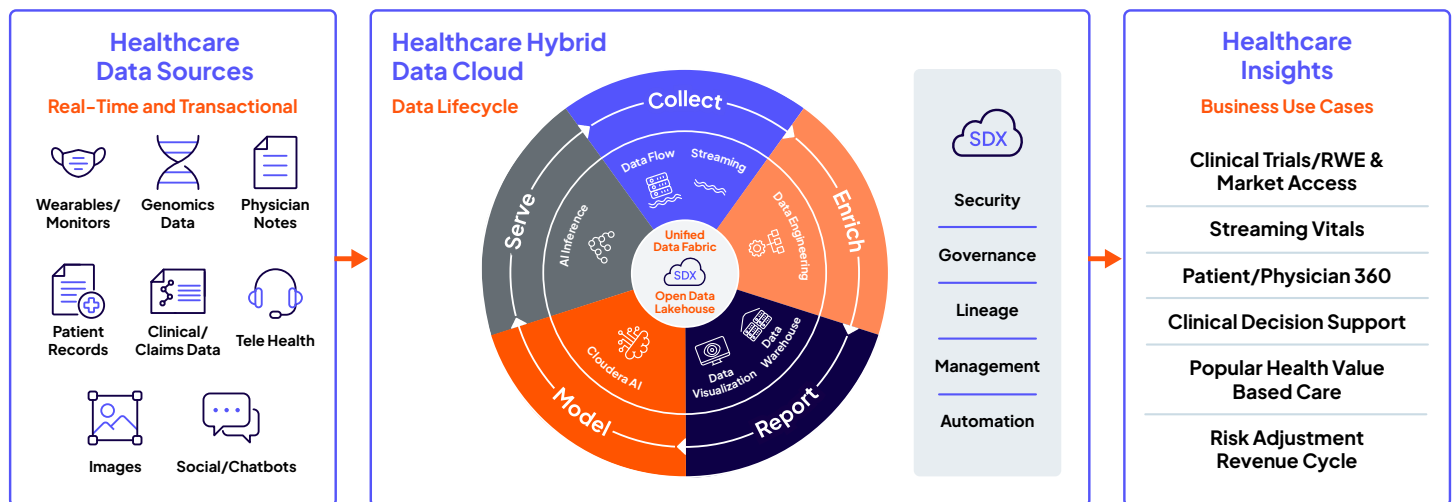 Healthcare
Data Sources
Real-Time and Transactional
Wearables/
Monitors
Genomics
Data
Physician
Notes
Patient
Records
Clinical/
Claims Data
Tele Health
Images
Social/Chatbots
Healthcare Hybrid
Data Cloud
Data Lifecycle
Collect
Data Flow
Streaming
Enrich
Data Engineering
Report
Data
Warehouse
Data
Visualization
Model
Cloudera AI
Serve
AI Inference
Unified
Data Fabric
SDX
Open Data
Lakehouse
SDX
Security
Governance
Lineage
Management
Automation
Healthcare
Insights
Business Use Cases
Clinical Trials/RWE &
Market Access
Streaming Vitals
Patient/Physician 360
Clinical Decision Support
Popular Health Value
Based Care
Risk Adjustment
Revenue Cycle